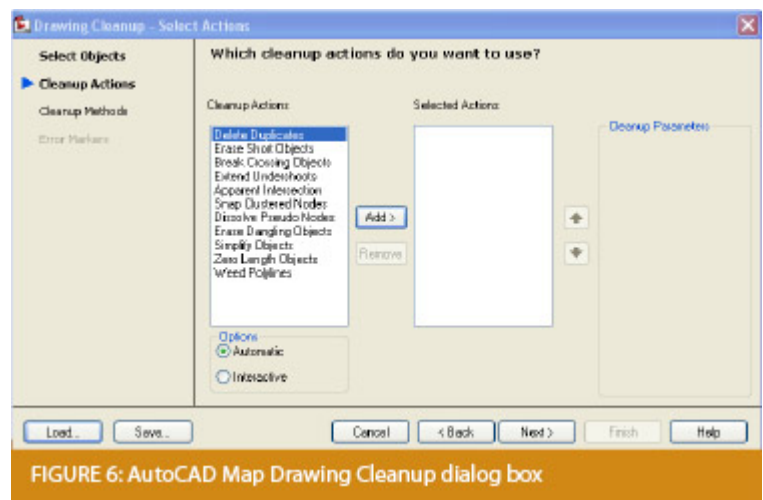 Drawing Cleanup - Select Actions
Select Objects
Cleanup Actions
Cleanup Methods
Error Markers
Which cleanup actions do you want to use?
Cleanup Actions:
Delete Duplicates
Erase Short Objects
Break Crossing Objects
Extend Undershoots
Apparent Intersection
Snap Clustered Nodes
Dissolve Pseudo Nodes
Erase Dangling Objects
Simplify Objects
Zero Length Objects
Weed Polylines
Add >
Remove
Selected Actions:
Cleanup Parameters
Options
Automatic
Interactive
Load...
Save...
Cancel
< Back
Next >
Finish
Help
FIGURE 6: AutoCAD Map Drawing Cleanup dialog box